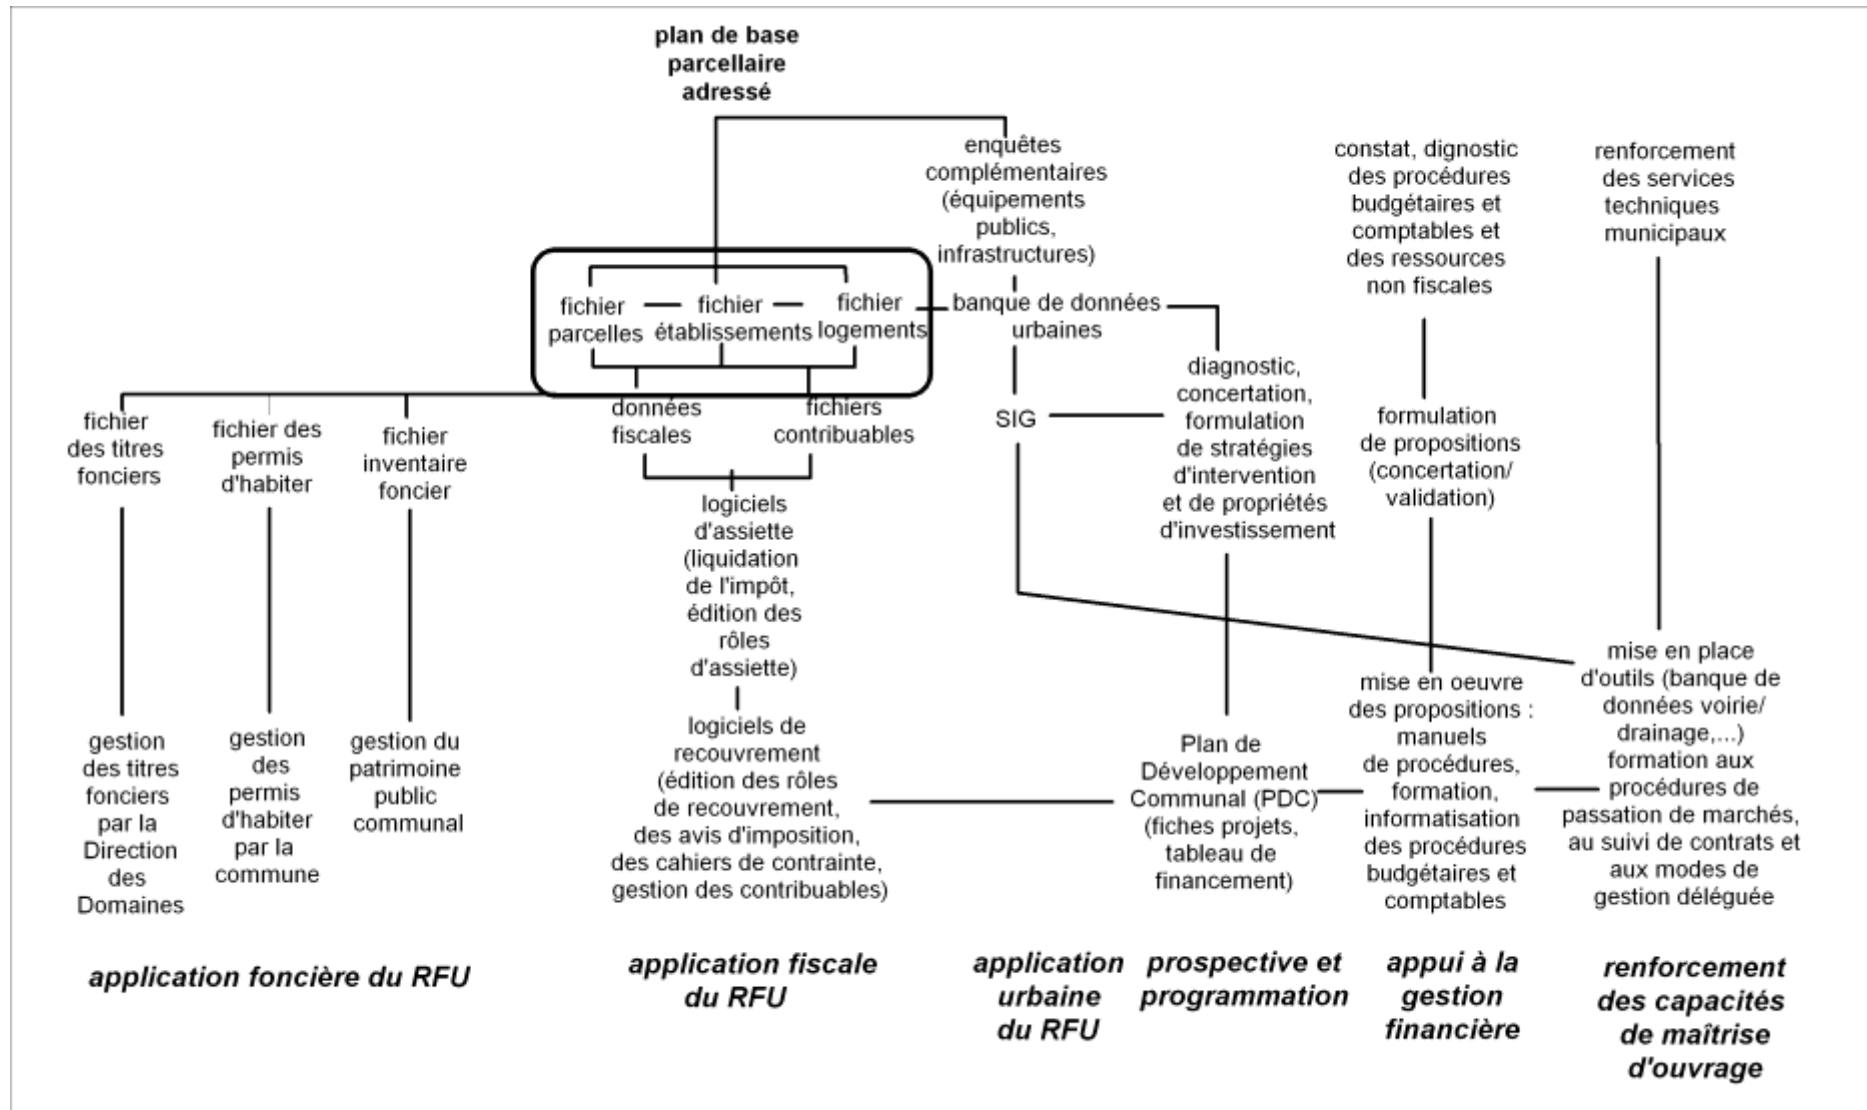 plan de base
parcellaire
adressé
enquêtes
complémentaires
(équipements
publics,
infrastructures)
constat, dignostic
des procédures
budgétaires et
comptables et
des ressources
non fiscales
renforcement
des services
techniques
municipaux
fichier
parcelles
fichier
établissements
fichier
logements
banque de données
urbaines
diagnostic,
concertation,
formulation
de stratégies
d'intervention
et de propriétés
d'investissement
SIG
formulation
de propositions
(concertation/
validation)
fichier
des titres
fonciers
fichier des
permis
d'habiter
fichier
inventaire
foncier
données
fiscales
fichiers
contribuables
logiciels
d'assiette
(liquidation
de l'impôt,
édition des
rôles
d'assiette)
gestion
des titres
fonciers
par la
Direction
des
Domaines
gestion
des
permis
d'habiter
par la
commune
gestion du
patrimoine
public
communal
logiciels de
recouvrement
(édition des rôles
de recouvrement,
des avis d'imposition,
des cahiers de contrainte,
gestion des contribuables)
Plan de
Développement
Communal (PDC)
(fiches projets,
tableau de
financement)
mise en oeuvre
des propositions :
manuels
de procédures,
formation,
informatisation
des procédures
budgétaires et
comptables
mise en place
d'outils (banque de
données voirie/
drainage,...)
formation aux
procédures de
passation de marchés,
au suivi de contrats et
aux modes de
gestion déléguée
application foncière du RFU
application fiscale
du RFU
application
urbaine
du RFU
prospective et
programmation
appui à la
gestion
financière
renforcement
des capacités
de maîtrise
d'ouvrage